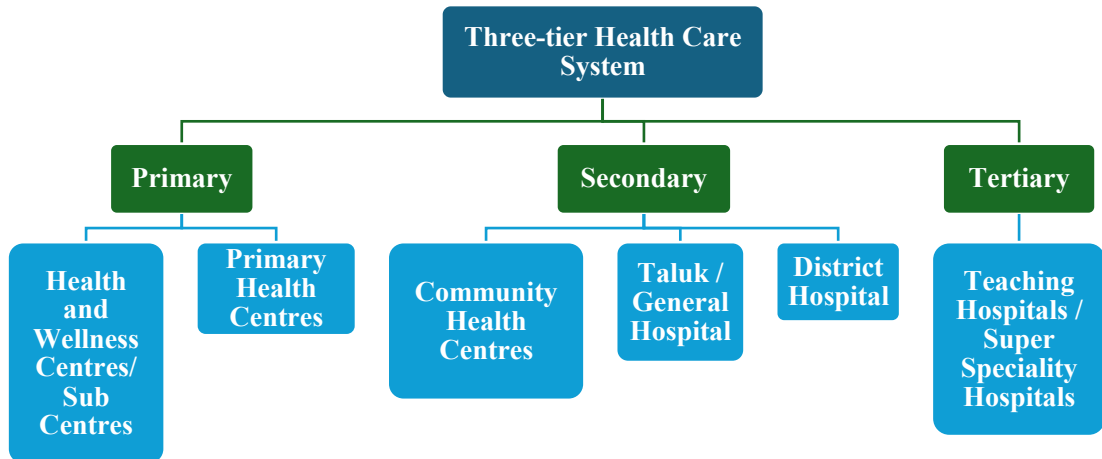 Three-tier Health Care
System
Primary
Secondary
Tertiary
Health
and
Wellness
Centres/
Sub
Centres
Primary
Health
Centres
Community
Health
Centres
Taluk /
General
Hospital
District
Hospital
Teaching
Hospitals /
Super
Speciality
Hospitals